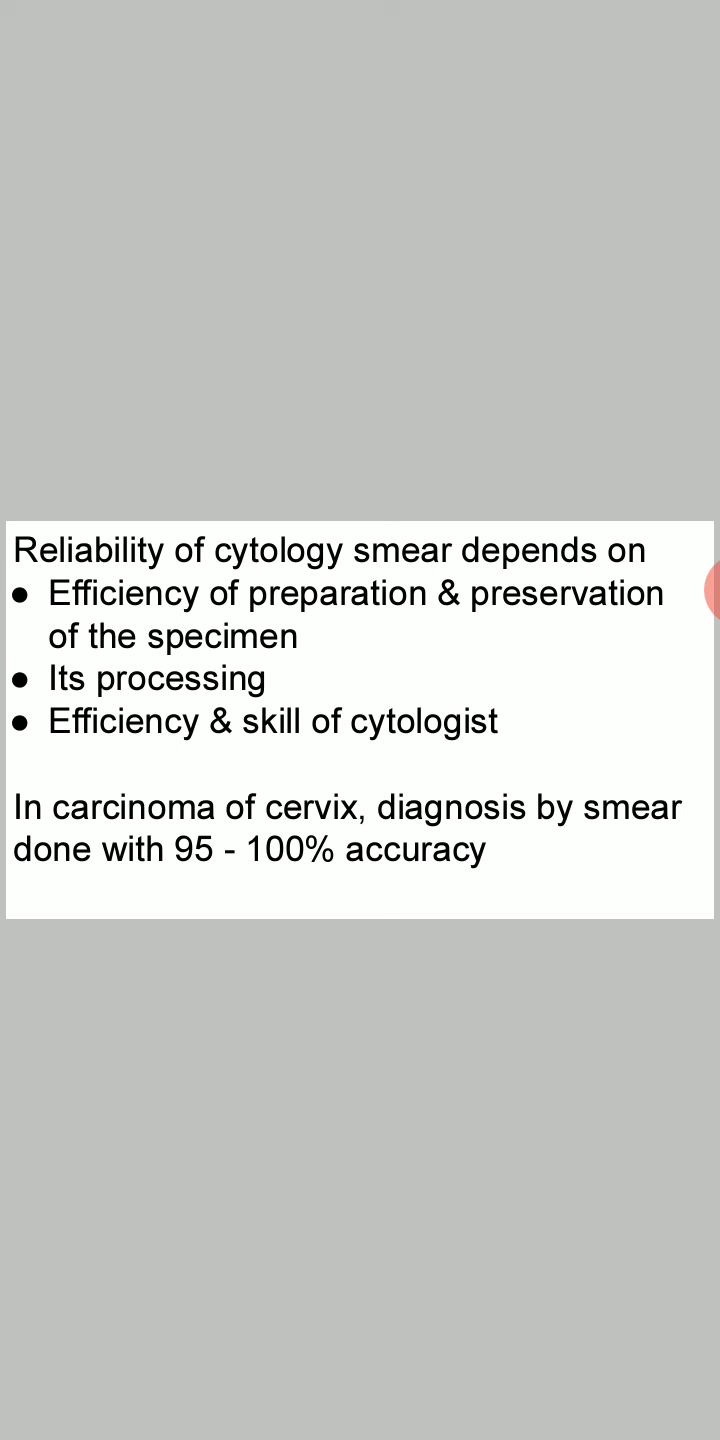 Reliability of cytology smear depends on
● Efficiency of preparation & preservation
of the specimen
● Its processing
● Efficiency & skill of cytologist
In carcinoma of cervix, diagnosis by smear
done with 95 - 100% accuracy